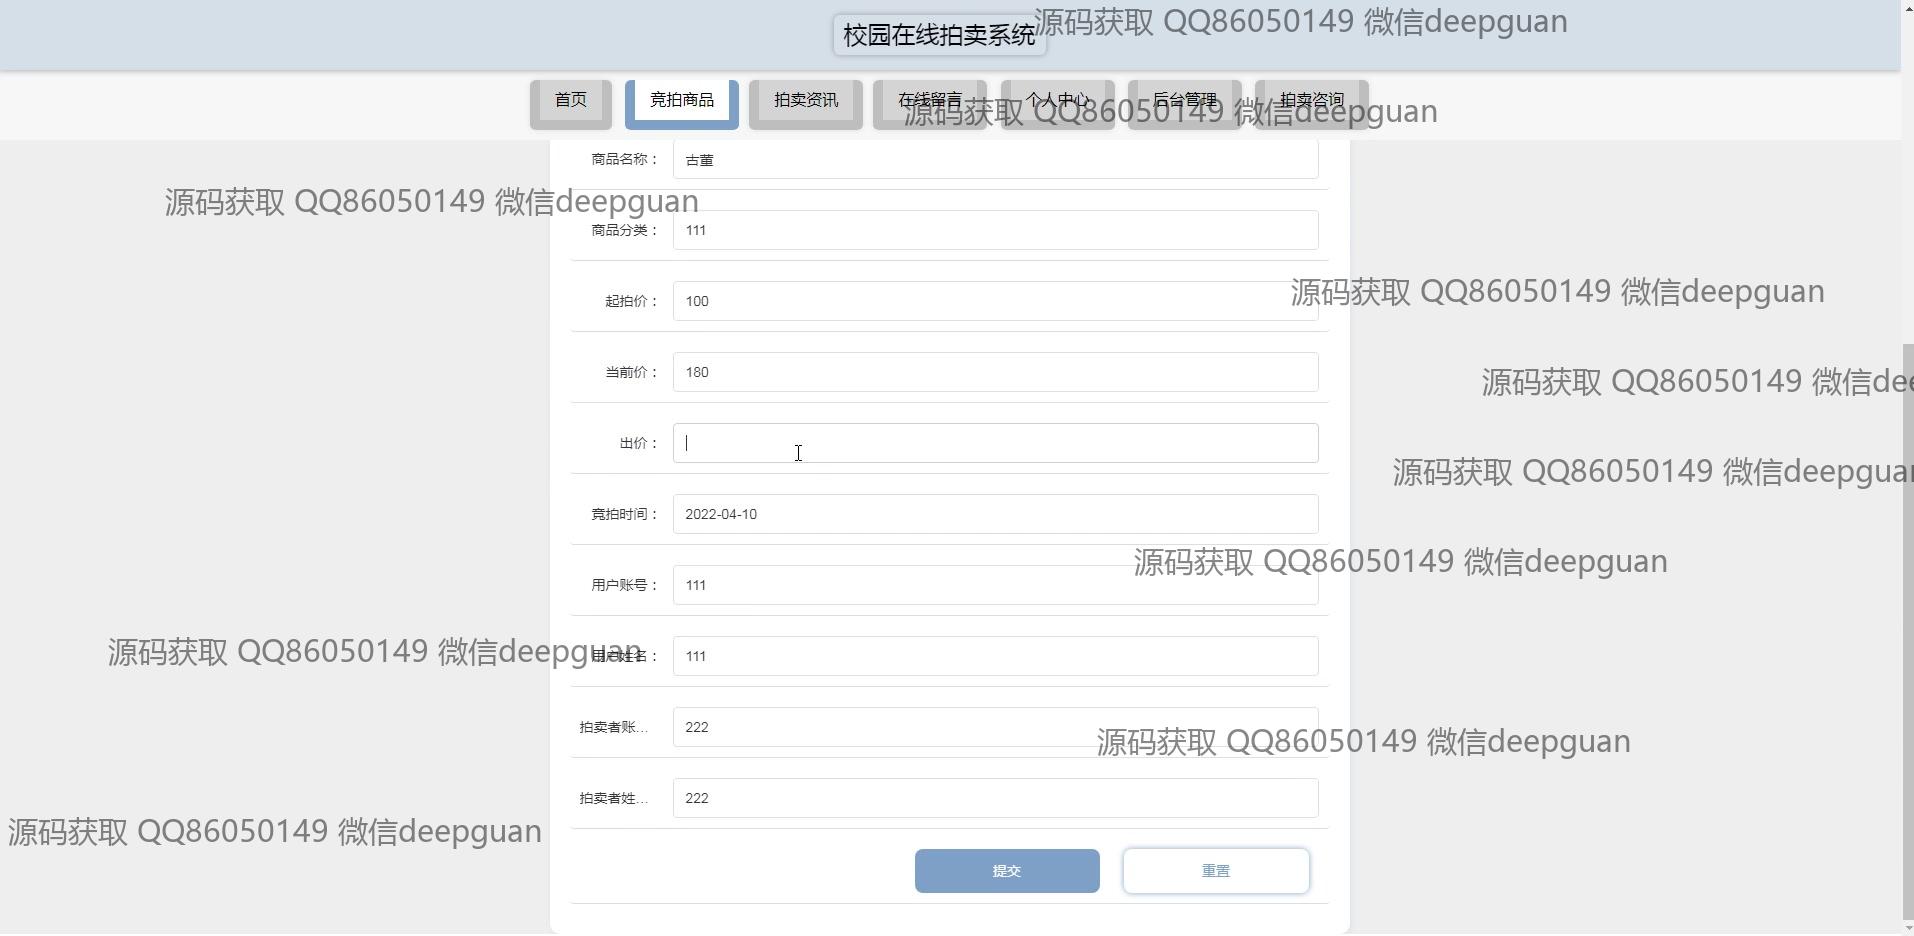 校园在线拍卖系统
源码获取 QQ86050149 微信deepguan
首页 竞拍商品 拍卖资讯 在线留言 个人中心 后台管理 拍卖咨询
源码获取 QQ86050149 微信deepguan
商品名称： 古董
源码获取 QQ86050149 微信deepguan
商品分类： 111
源码获取 QQ86050149 微信deepguan
起拍价： 100
当前价： 180
源码获取 QQ86050149 微信dee
出价：
源码获取 QQ86050149 微信deepguan
竞拍时间： 2022-04-10
源码获取 QQ86050149 微信deepguan
用户账号： 111
源码获取 QQ86050149 微信deepguan
用户姓名： 111
拍卖者账... 222
源码获取 QQ86050149 微信deepguan
拍卖者姓... 222
源码获取 QQ86050149 微信deepguan
提交 重置